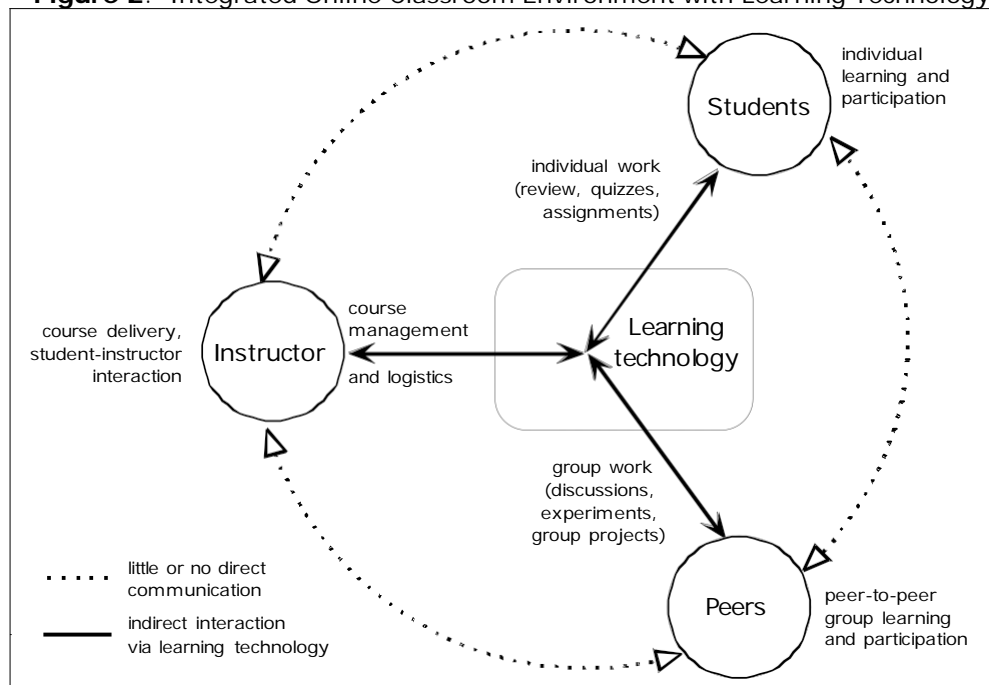 Figure 2. Integrated Online Classroom Environment with Learning Technology
individual
learning and
participation
Students
individual work
(review, quizzes,
assignments)
course
management
and logistics
Learning
technology
course delivery,
student-instructor
interaction
Instructor
group work
(discussions,
experiments,
group projects)
little or no direct
communication
indirect interaction
via learning technology
Peers
peer-to-peer
group learning
and participation